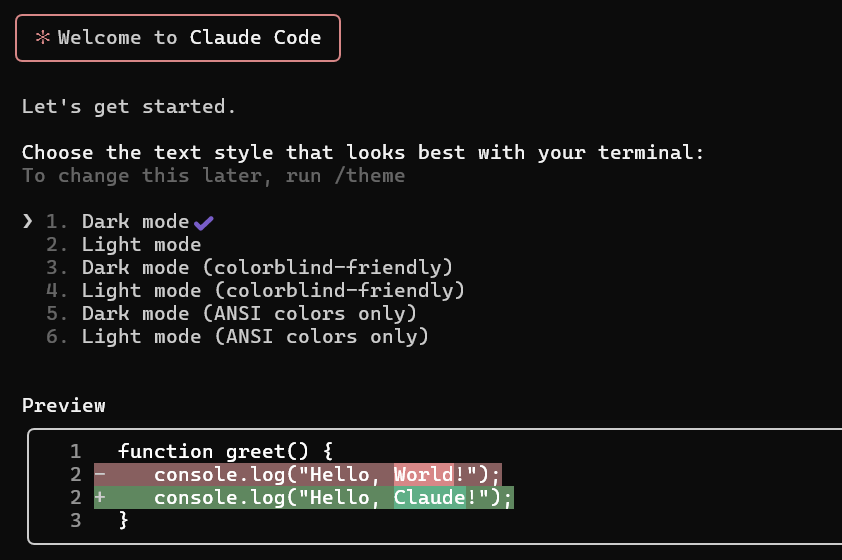 ✻ Welcome to Claude Code
Let's get started.
Choose the text style that looks best with your terminal:
To change this later, run /theme
❯ 1. Dark mode ✔
2. Light mode
3. Dark mode (colorblind-friendly)
4. Light mode (colorblind-friendly)
5. Dark mode (ANSI colors only)
6. Light mode (ANSI colors only)
Preview
1 function greet() {
2 - console.log("Hello, World!");
2 + console.log("Hello, Claude!");
3 }